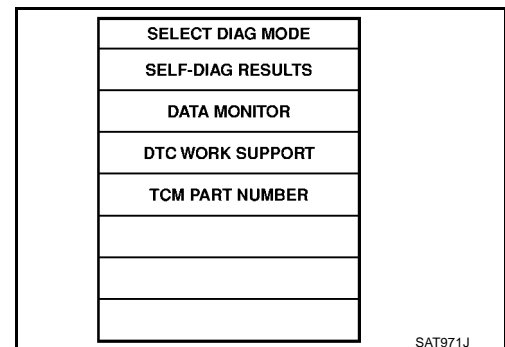 SELECT DIAG MODE
SELF-DIAG RESULTS
DATA MONITOR
DTC WORK SUPPORT
TCM PART NUMBER
SAT971J